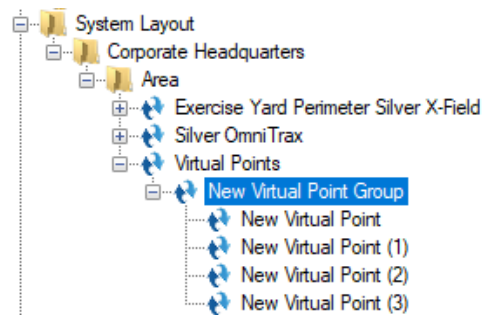 System Layout
Corporate Headquarters
Area
Exercise Yard Perimeter Silver X-Field
Silver OmniTrax
Virtual Points
New Virtual Point Group
New Virtual Point
New Virtual Point (1)
New Virtual Point (2)
New Virtual Point (3)